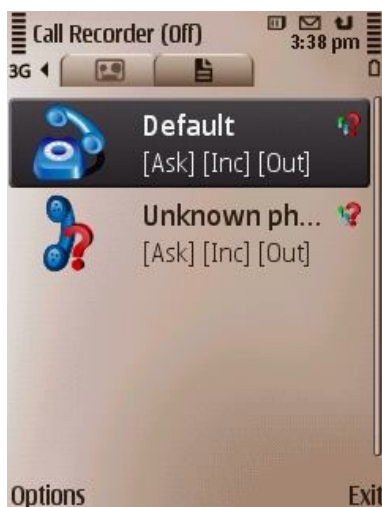 Call Recorder (Off)
3:38 pm
3G
Default
[Ask] [Inc] [Out]
Unknown ph...
[Ask] [Inc] [Out]
Options
Exit